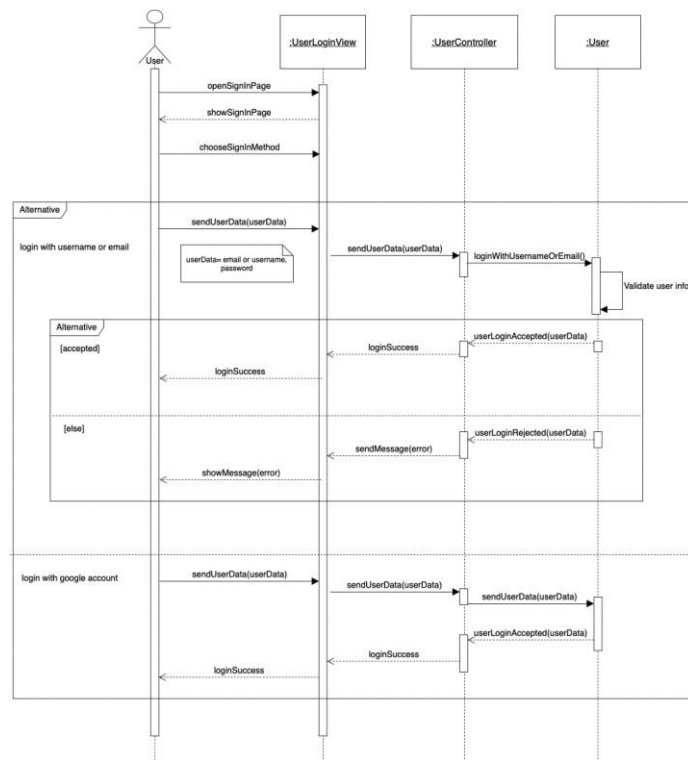 :UserLoginView
:UserController
:User
User
openSignInPage
showSignInPage
chooseSignInMethod
Alternative
sendUserData(userData)
login with username or email
sendUserData(userData)
userData= email or username,
password
loginWithUsernameOrEmail()
Validate user info
Alternative
[accepted]
userLoginAccepted(userData)
loginSuccess
loginSuccess
[else]
userLoginRejected(userData)
sendMessage(error)
showMessage(error)
login with google account
sendUserData(userData)
sendUserData(userData)
sendUserData(userData)
userLoginAccepted(userData)
loginSuccess
loginSuccess